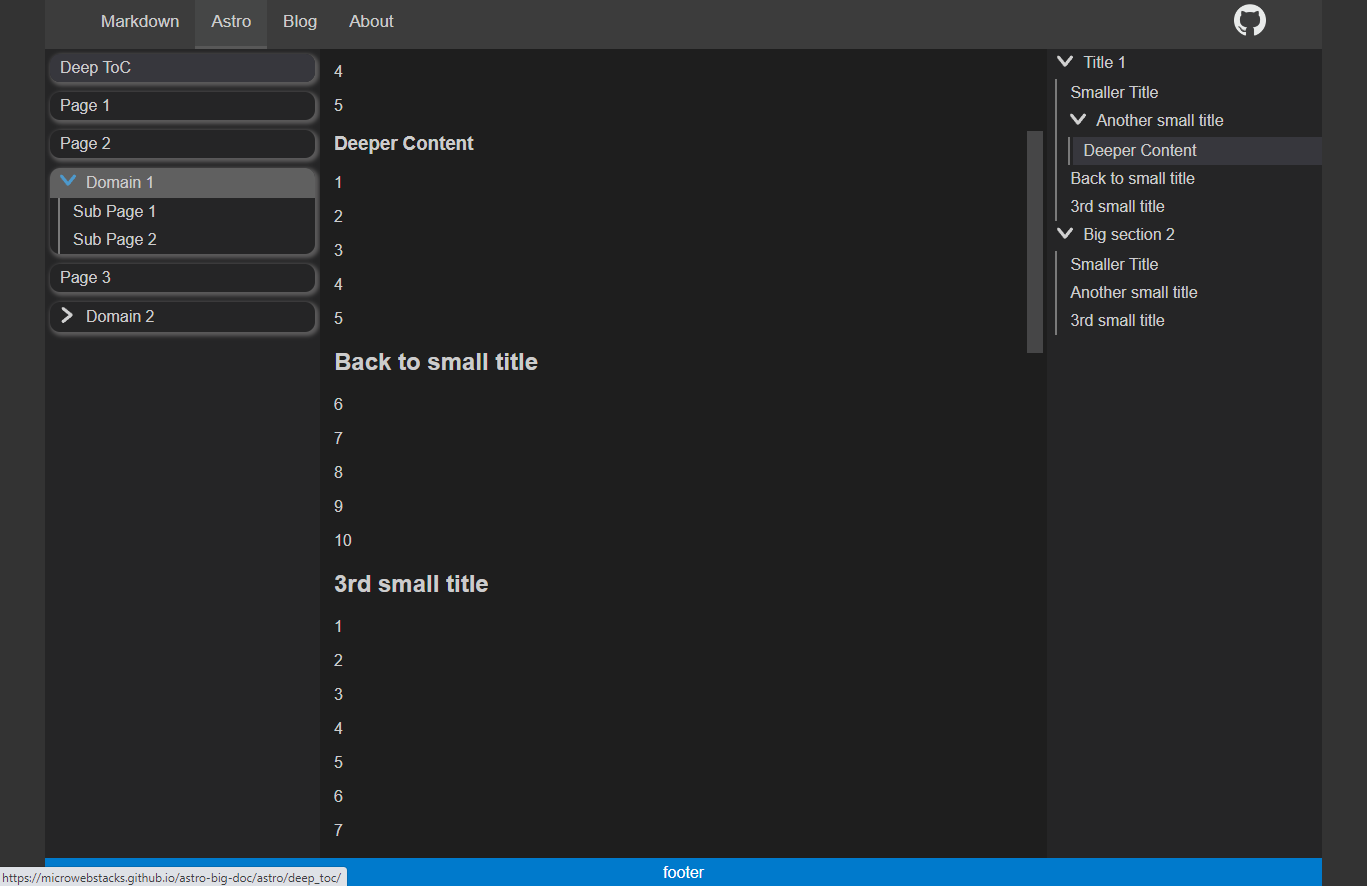 Markdown Astro Blog About
Deep ToC
Page 1
Page 2
Domain 1
Sub Page 1
Sub Page 2
Page 3
Domain 2
4
5
Deeper Content
1
2
3
4
5
Back to small title
6
7
8
9
10
3rd small title
1
2
3
4
5
6
7
Title 1
Smaller Title
Another small title
Deeper Content
Back to small title
3rd small title
Big section 2
Smaller Title
Another small title
3rd small title
footer
https://microwebstacks.github.io/astro-big-doc/astro/deep_toc/